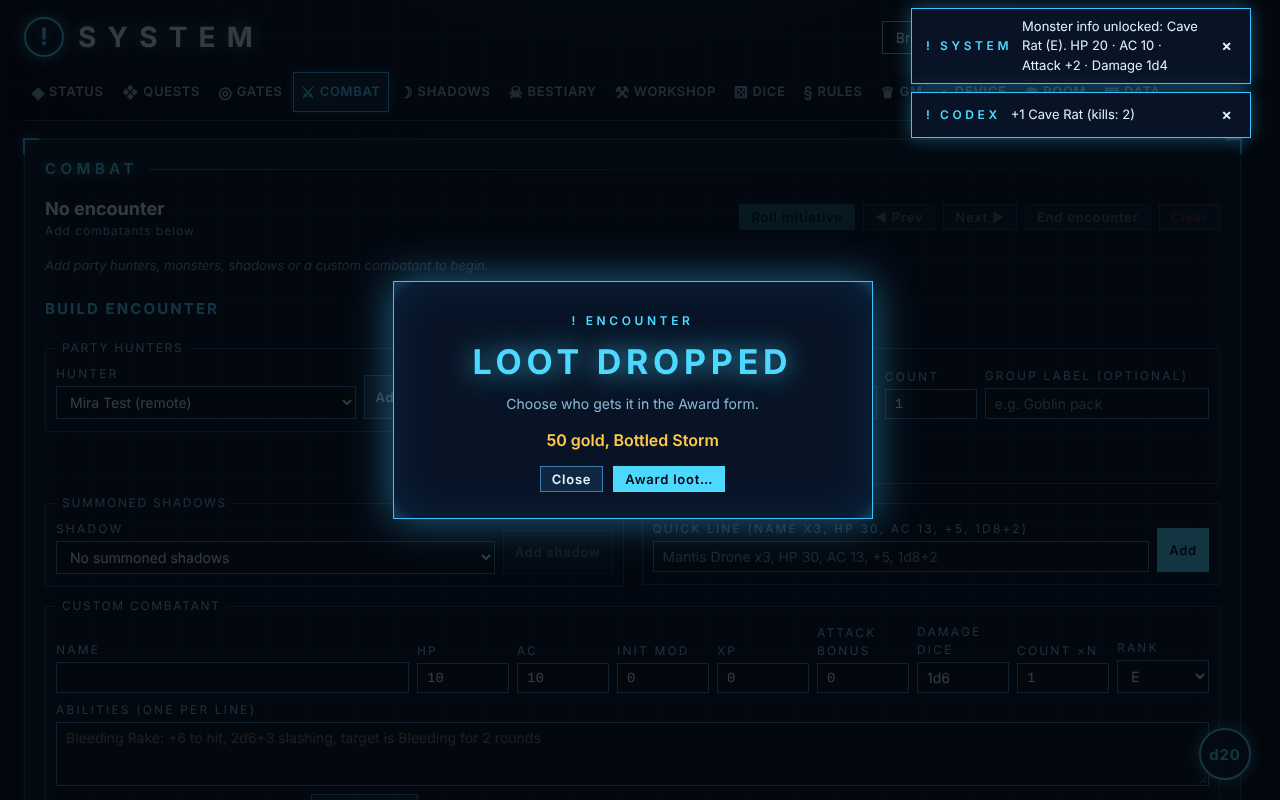 ! SYSTEM
! SYSTEM Monster info unlocked: Cave
Rat (E). HP 20 · AC 10 ·
Attack +2 · Damage 1d4 ×
◆ STATUS ❖ QUESTS ◎ GATES ⚔ COMBAT ☽ SHADOWS ☠ BESTIARY ⚒ WORKSHOP ⚄ DICE § RULES ♛ GM DEVICE ROOM DATA
! CODEX +1 Cave Rat (kills: 2) ×
COMBAT
No encounter
Add combatants below
Roll initiative ◀ Prev Next ▶ End encounter Clear
Add party hunters, monsters, shadows or a custom combatant to begin.
BUILD ENCOUNTER
PARTY HUNTERS
HUNTER
Mira Test (remote)
COUNT
1
GROUP LABEL (OPTIONAL)
e.g. Goblin pack
! ENCOUNTER
LOOT DROPPED
Choose who gets it in the Award form.
50 gold, Bottled Storm
Close Award loot...
SUMMONED SHADOWS
SHADOW
No summoned shadows Add shadow
QUICK LINE (NAME X3, HP 30, AC 13, +5, 1D8+2)
Mantis Drone x3, HP 30, AC 13, +5, 1d8+2 Add
CUSTOM COMBATANT
NAME HP AC INIT MOD XP ATTACK BONUS DAMAGE DICE COUNT ×N RANK
10 10 0 0 0 1d6 1 E
ABILITIES (ONE PER LINE)
Bleeding Rake: +6 to hit, 2d6+3 slashing, target is Bleeding for 2 rounds
d20